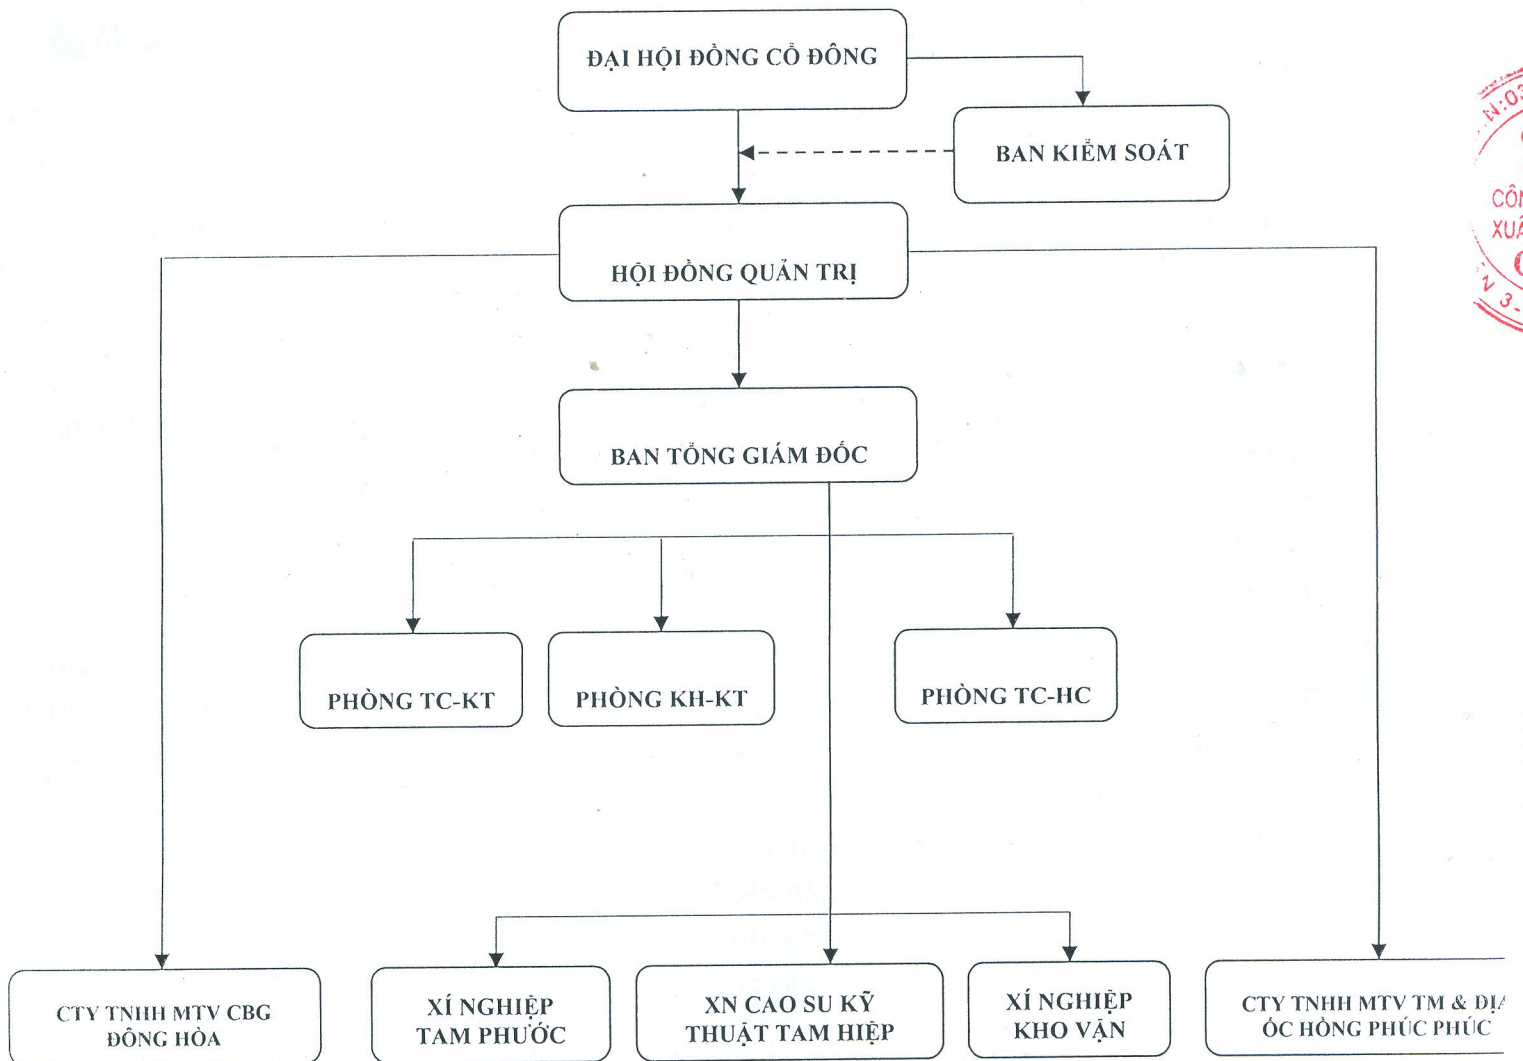 ĐẠI HỘI ĐỒNG CỔ ĐÔNG
BAN KIỂM SOÁT
HỘI ĐỒNG QUẢN TRỊ
BAN TỔNG GIÁM ĐỐC
PHÒNG TC-KT
PHÒNG KH-KT
PHÒNG TC-HC
CTY TNHH MTV CBG
ĐÔNG HÒA
XÍ NGHIỆP
TAM PHƯỚC
XN CAO SU KỸ
THUẬT TAM HIỆP
XÍ NGHIỆP
KHO VẬN
CTY TNHH MTV TM & ĐỊA
ỐC HỒNG PHÚC PHÚC